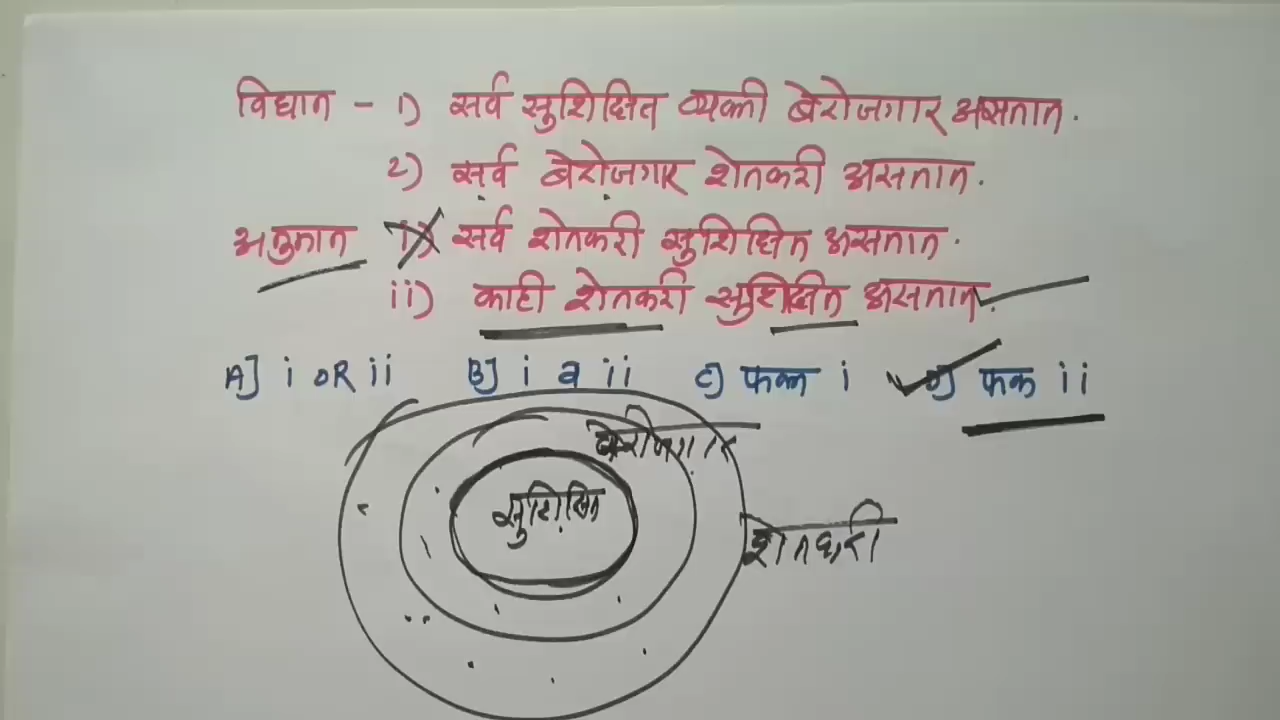 विधान - 1) सर्व सुशिक्षित व्यक्ती बेरोजगार असतात.
2) सर्व बेरोजगार शेतकरी असतात.
अनुमान i) सर्व शेतकरी सुशिक्षित असतात.
ii) काही शेतकरी सुशिक्षित असतात.
A] i OR ii B] i व ii C] फक्त i D] फक्त ii
बेरोजगार
सुशिक्षित
शेतकरी